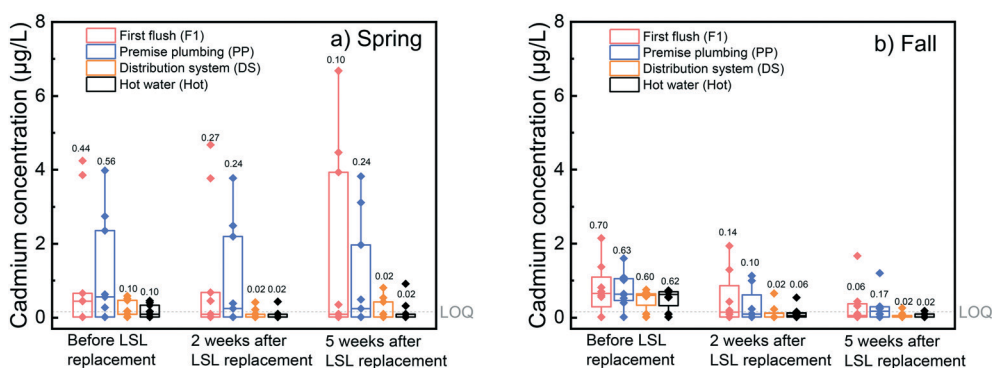 Cadmium concentration (µg/L)
8
6
4
2
0
First flush (F1)
Premise plumbing (PP)
Distribution system (DS)
Hot water (Hot)
a) Spring
0.44
0.56
0.10
0.10
0.27
0.24
0.02
0.02
0.10
0.24
0.02
0.02
LOQ
Before LSL
replacement
2 weeks after
LSL replacement
5 weeks after
LSL replacement
Cadmium concentration (µg/L)
8
6
4
2
0
First flush (F1)
Premise plumbing (PP)
Distribution system (DS)
Hot water (Hot)
b) Fall
0.70
0.63
0.60
0.62
0.14
0.10
0.02
0.06
0.06
0.17
0.02
0.02
LOQ
Before LSL
replacement
2 weeks after
LSL replacement
5 weeks after
LSL replacement